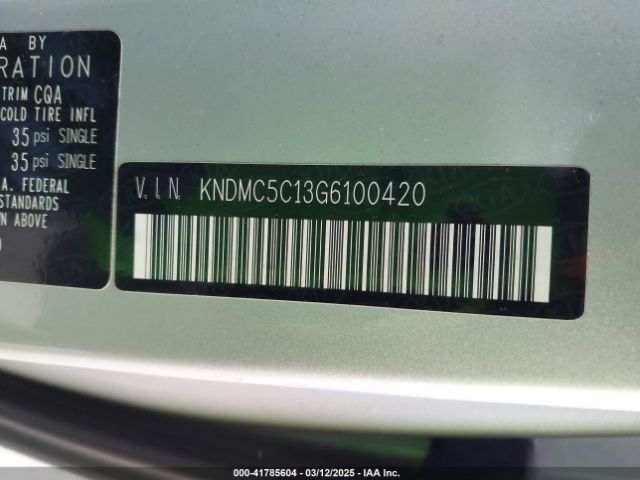 A BY
RATION
TRIM CQA
COLD TIRE INFL
35 psi SINGLE
35 psi SINGLE
A. FEDERAL
STANDARDS
WN ABOVE
V.I.N. KNDMC5C13G6100420
000-41785604 | 03/12/2025 | IAA Inc.